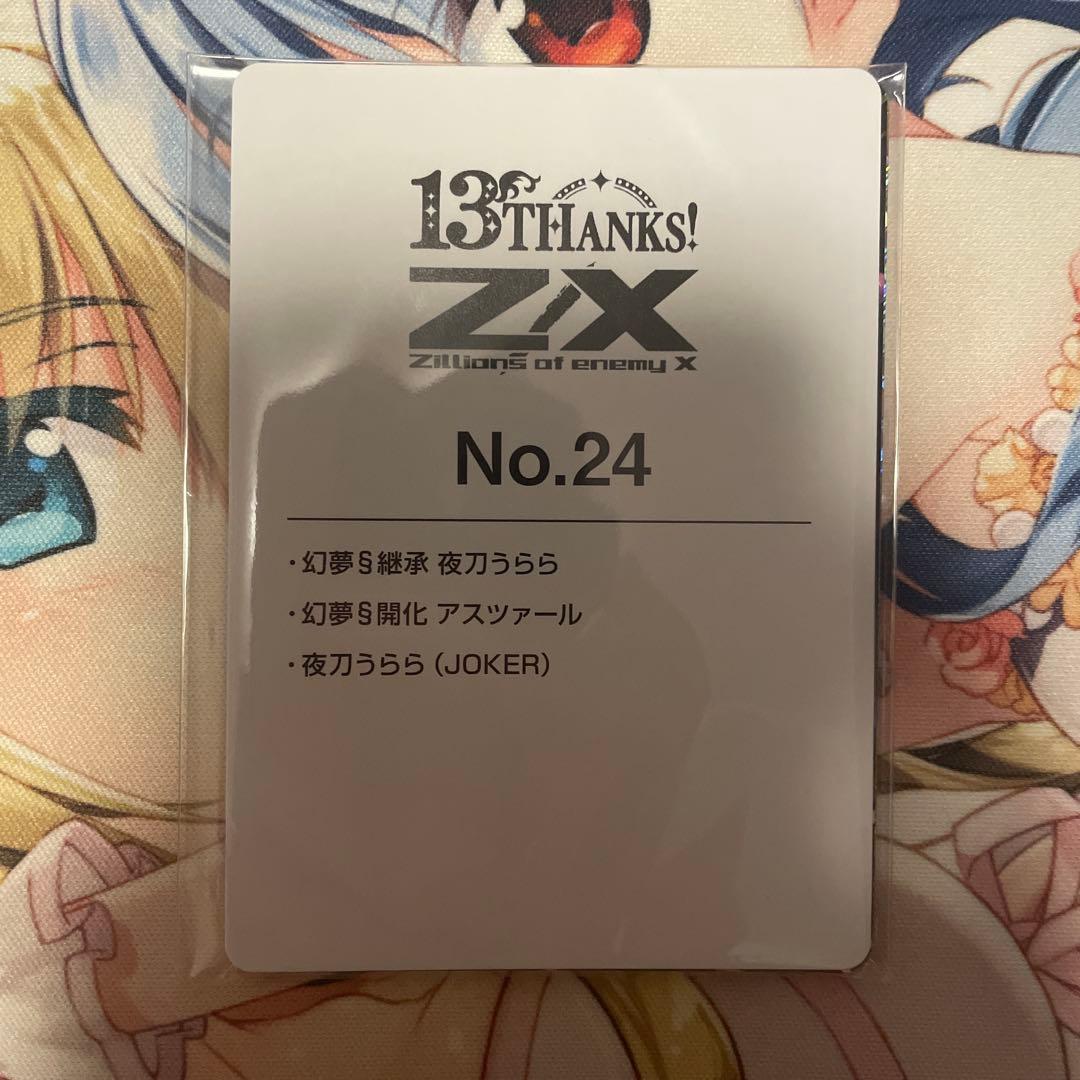 13THANKS!
Z/X
Zillions of enemy X
No.24
・幻夢§継承 夜刀うらら
・幻夢§開化 アスツァール
・夜刀うらら（JOKER）